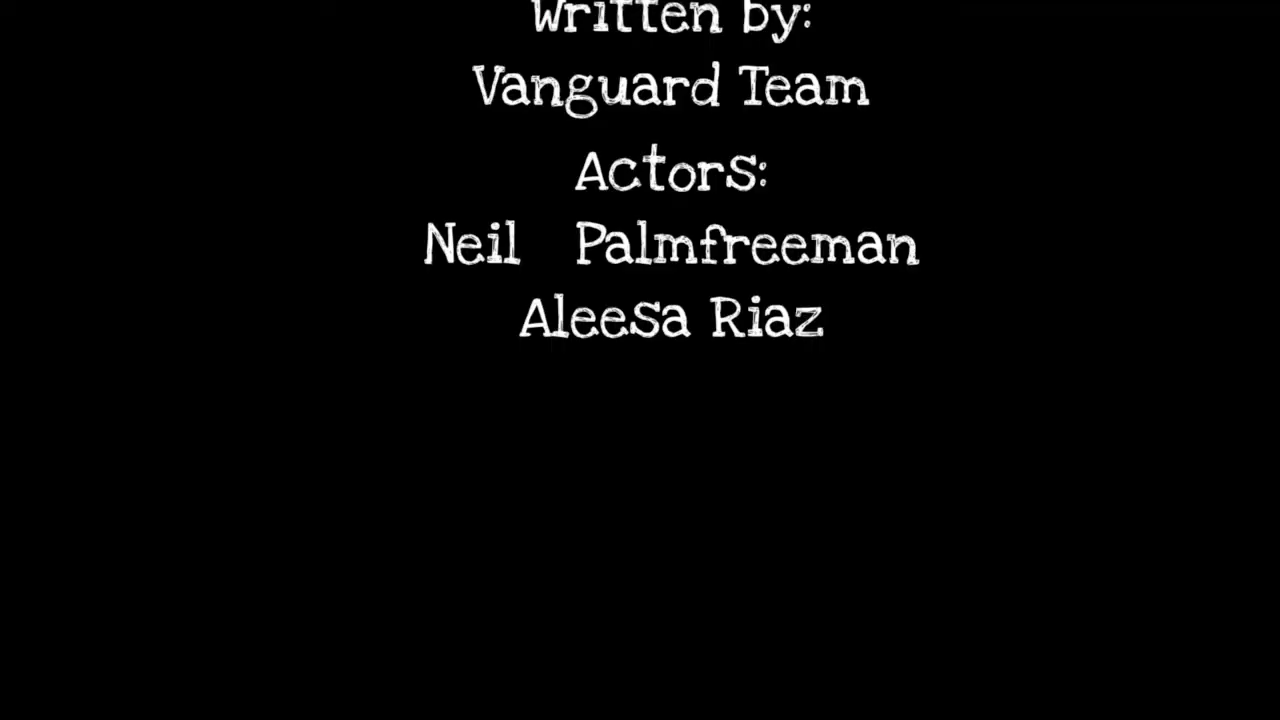 Written by:
Vanguard Team
Actors:
Neil Palmfreeman
Aleesa Riaz